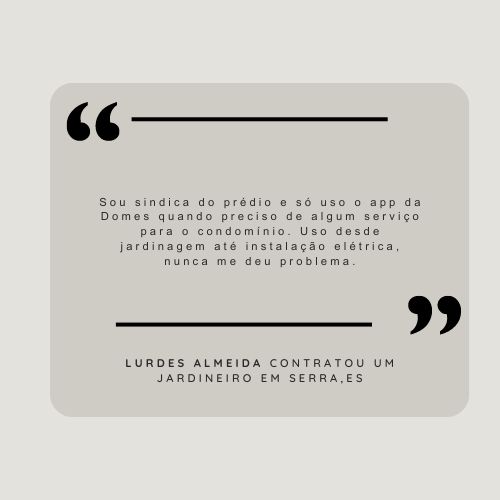 “
Sou sindica do prédio e só uso o app da
Domes quando preciso de algum serviço
para o condomínio. Uso desde
jardinagem até instalação elétrica,
nunca me deu problema.
”
LURDES ALMEIDA CONTRATOU UM
JARDINEIRO EM SERRA,ES